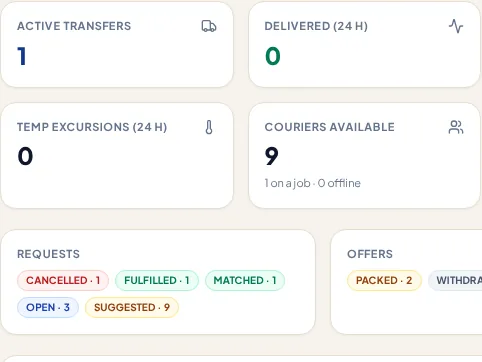 ACTIVE TRANSFERS
1
DELIVERED (24 H)
0
TEMP EXCURSIONS (24 H)
0
COURIERS AVAILABLE
9
1 on a job · 0 offline
REQUESTS
CANCELLED · 1 FULFILLED · 1 MATCHED · 1
OPEN · 3 SUGGESTED · 9
OFFERS
PACKED · 2